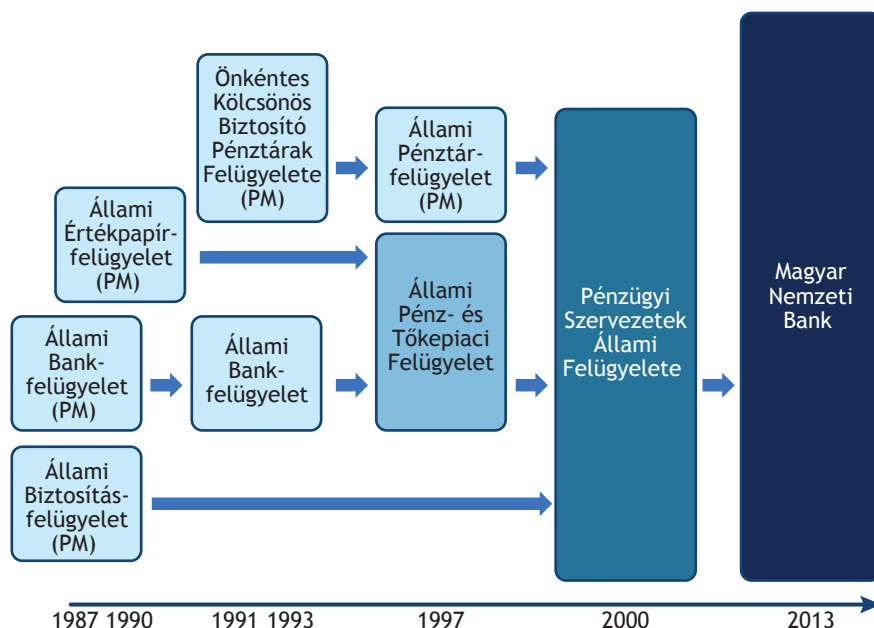 Önkéntes
Kölcsönös
Biztosító
Pénztárak
Felügyelete
(PM)
Állami
Pénztár-
felügyelet
(PM)
Állami
Értékpapír-
felügyelet
(PM)
Állami
Pénz- és
Tőkepiaci
Felügyelet
Pénzügyi
Szervezetek
Állami
Felügyelete
Magyar
Nemzeti
Bank
Állami
Bank-
felügyelet
(PM)
Állami
Bank-
felügyelet
Állami
Biztosítás-
felügyelet
(PM)
1987 1990 1991 1993 1997 2000 2013